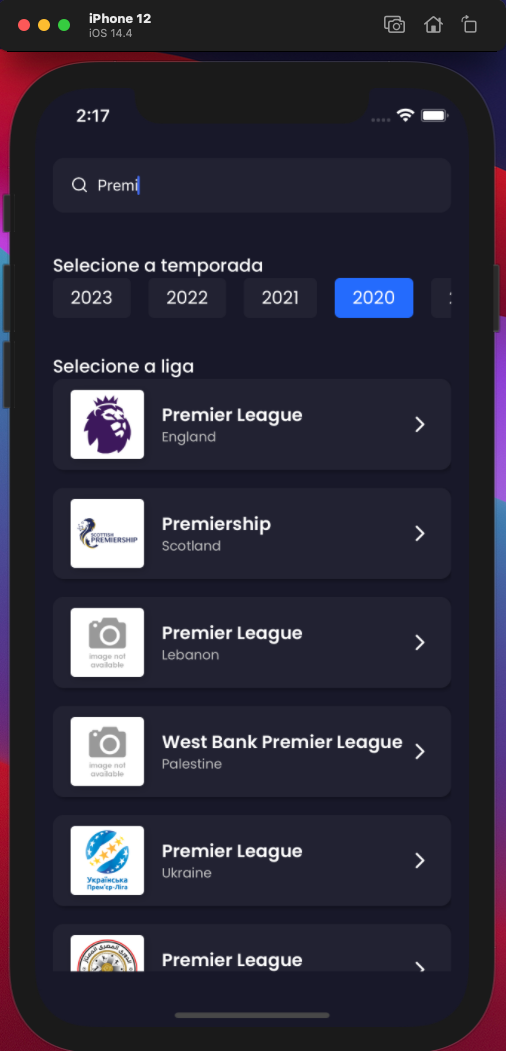 iPhone 12
iOS 14.4
2:17
Premi
Selecione a temporada
2023 2022 2021 2020
Selecione a liga
Premier League
England
SCOTTISH
PREMIERSHIP
Premiership
Scotland
image not
available
Premier League
Lebanon
image not
available
West Bank Premier League
Palestine
Українська
Прем'єр-Ліга
Premier League
Ukraine
Premier League